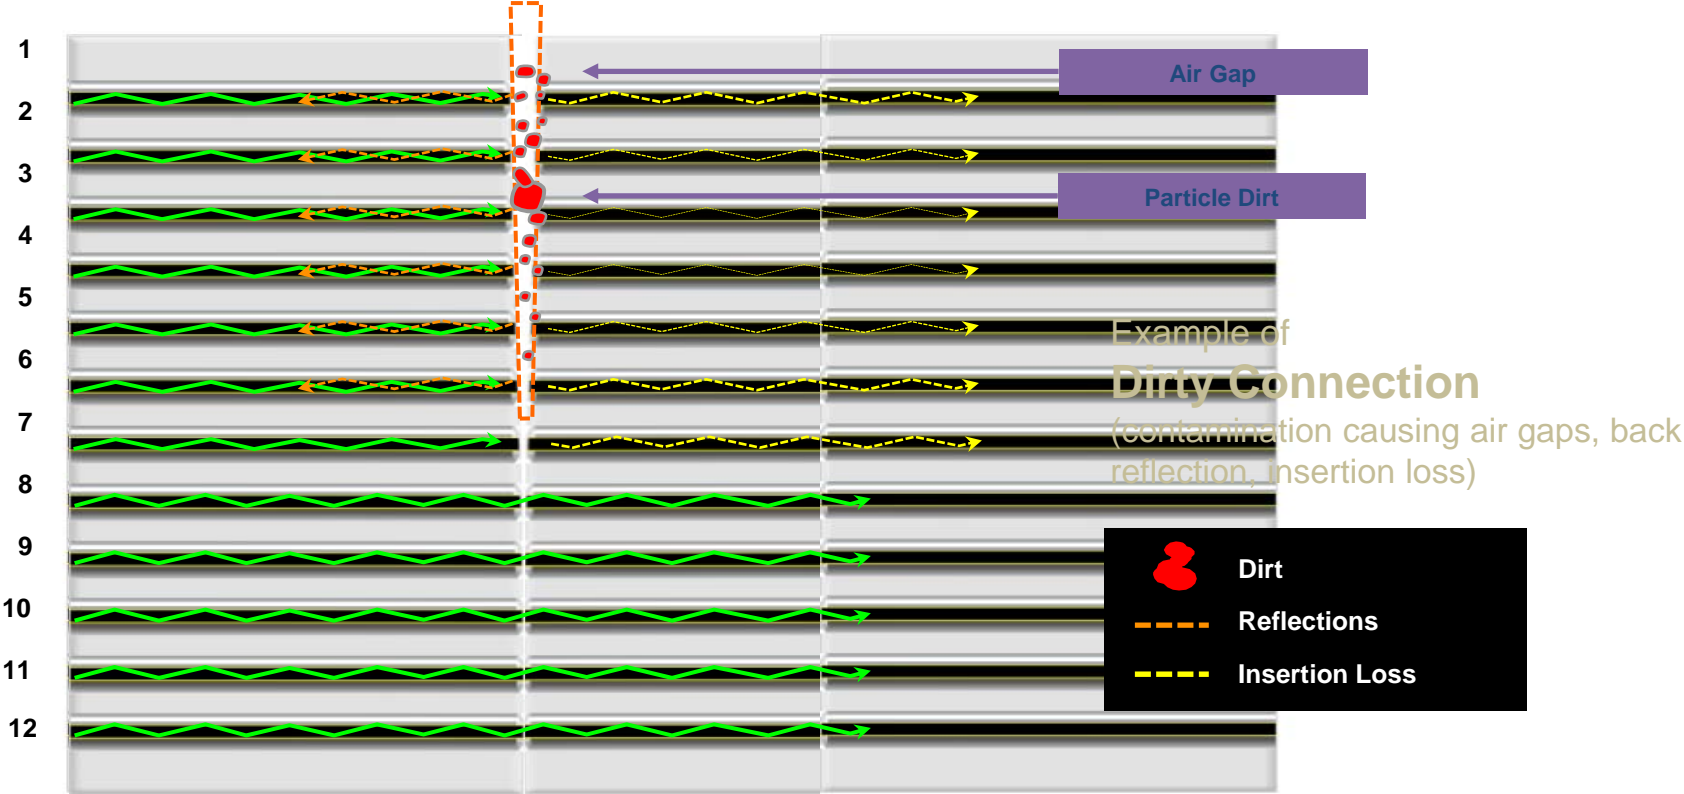 1
Air Gap
2
3
Particle Dirt
4
5
Example of
6
Dirty Connection
7
(contamination causing air gaps, back
reflection, insertion loss)
8
9
Dirt
10
Reflections
11
Insertion Loss
12